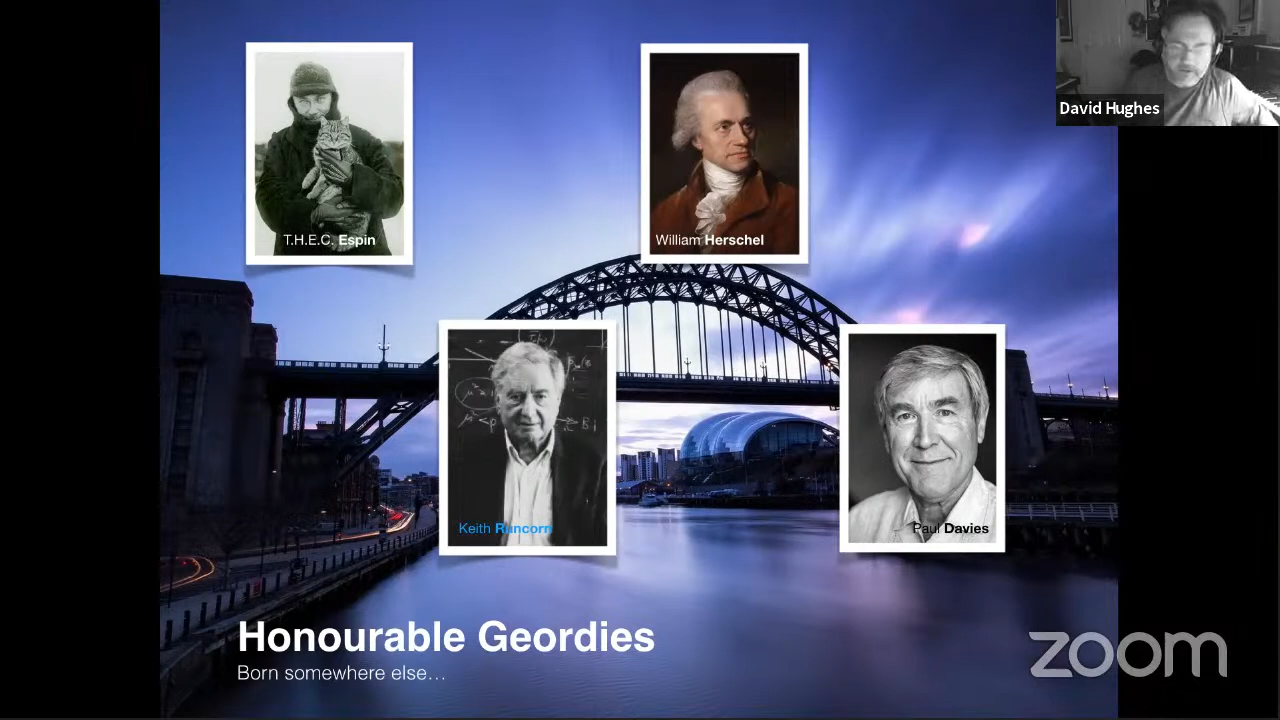 David Hughes
T.H.E.C. Espin
William Herschel
Keith Runcorn
Paul Davies
Honourable Geordies
Born somewhere else...
zoom